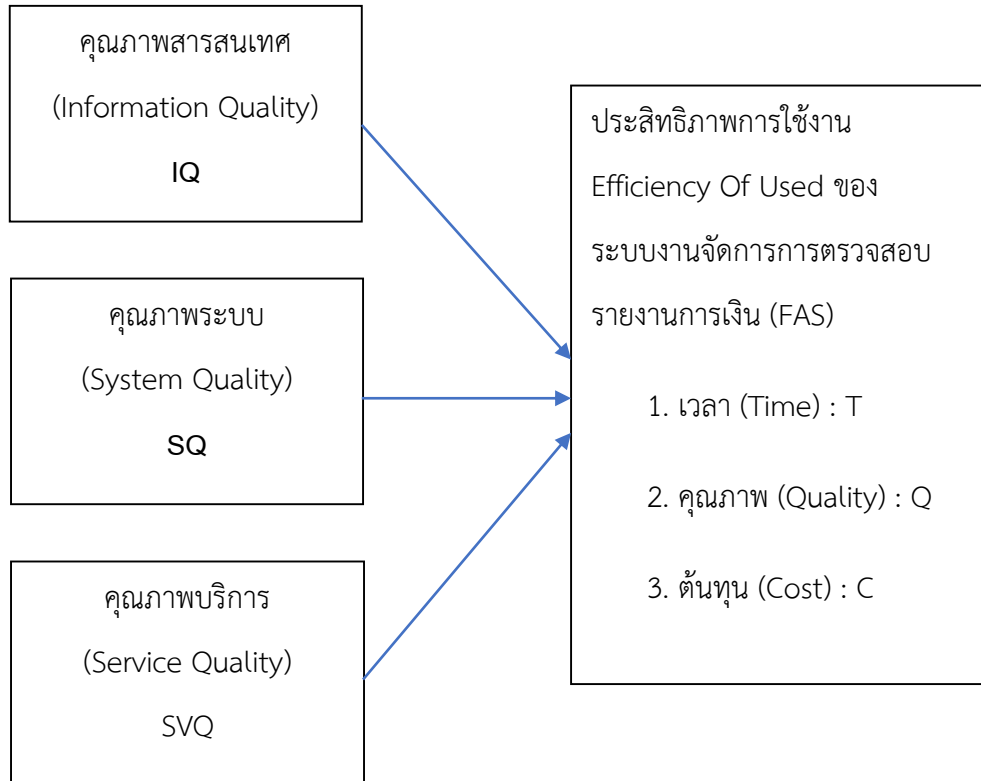 คุณภาพสารสนเทศ
(Information Quality)
IQ
คุณภาพระบบ
(System Quality)
SQ
คุณภาพบริการ
(Service Quality)
SVQ
ประสิทธิภาพการใช้งาน
Efficiency Of Used ของ
ระบบงานจัดการการตรวจสอบ
รายงานการเงิน (FAS)
1. เวลา (Time) : T
2. คุณภาพ (Quality) : Q
3. ต้นทุน (Cost) : C